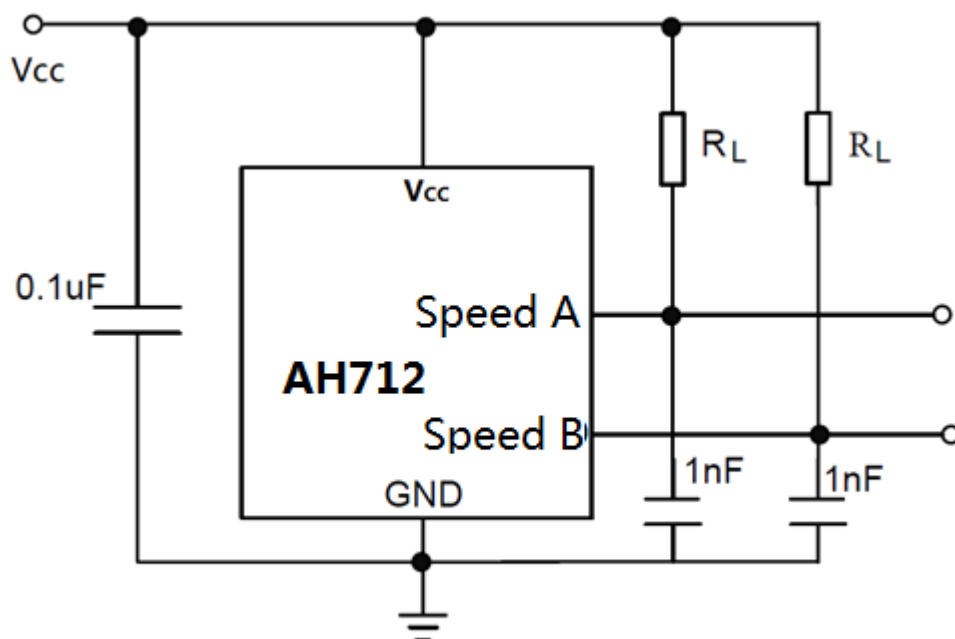 Vcc
RL
RL
Vcc
0.1uF
Speed A
AH712
Speed B
1nF
1nF
GND